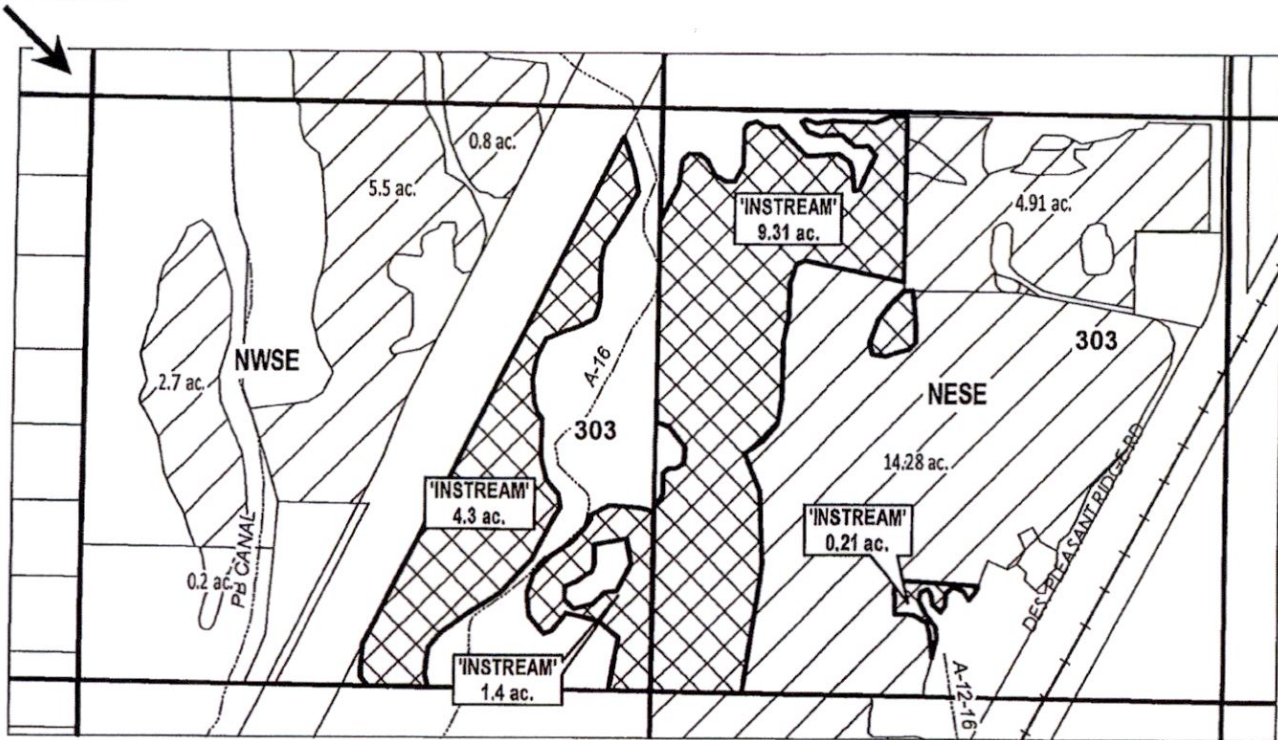 0.8 ac.
5.5 ac.
'INSTREAM'
9.31 ac.
4.91 ac.
303
NWSE
2.7 ac.
A-16
NESE
303
14.28 ac.
'INSTREAM'
4.3 ac.
'INSTREAM'
0.21 ac.
PB CANAL
0.2 ac.
DES. PLEASANT RIDGE RD
'INSTREAM'
1.4 ac.
A-12-16